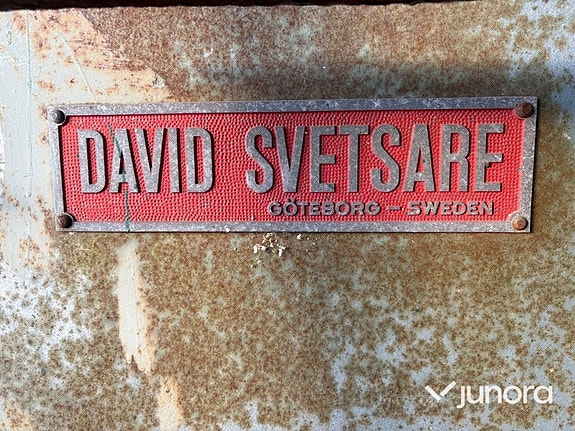 DAVID SVETSARE
GÖTEBORG – SWEDEN
junora